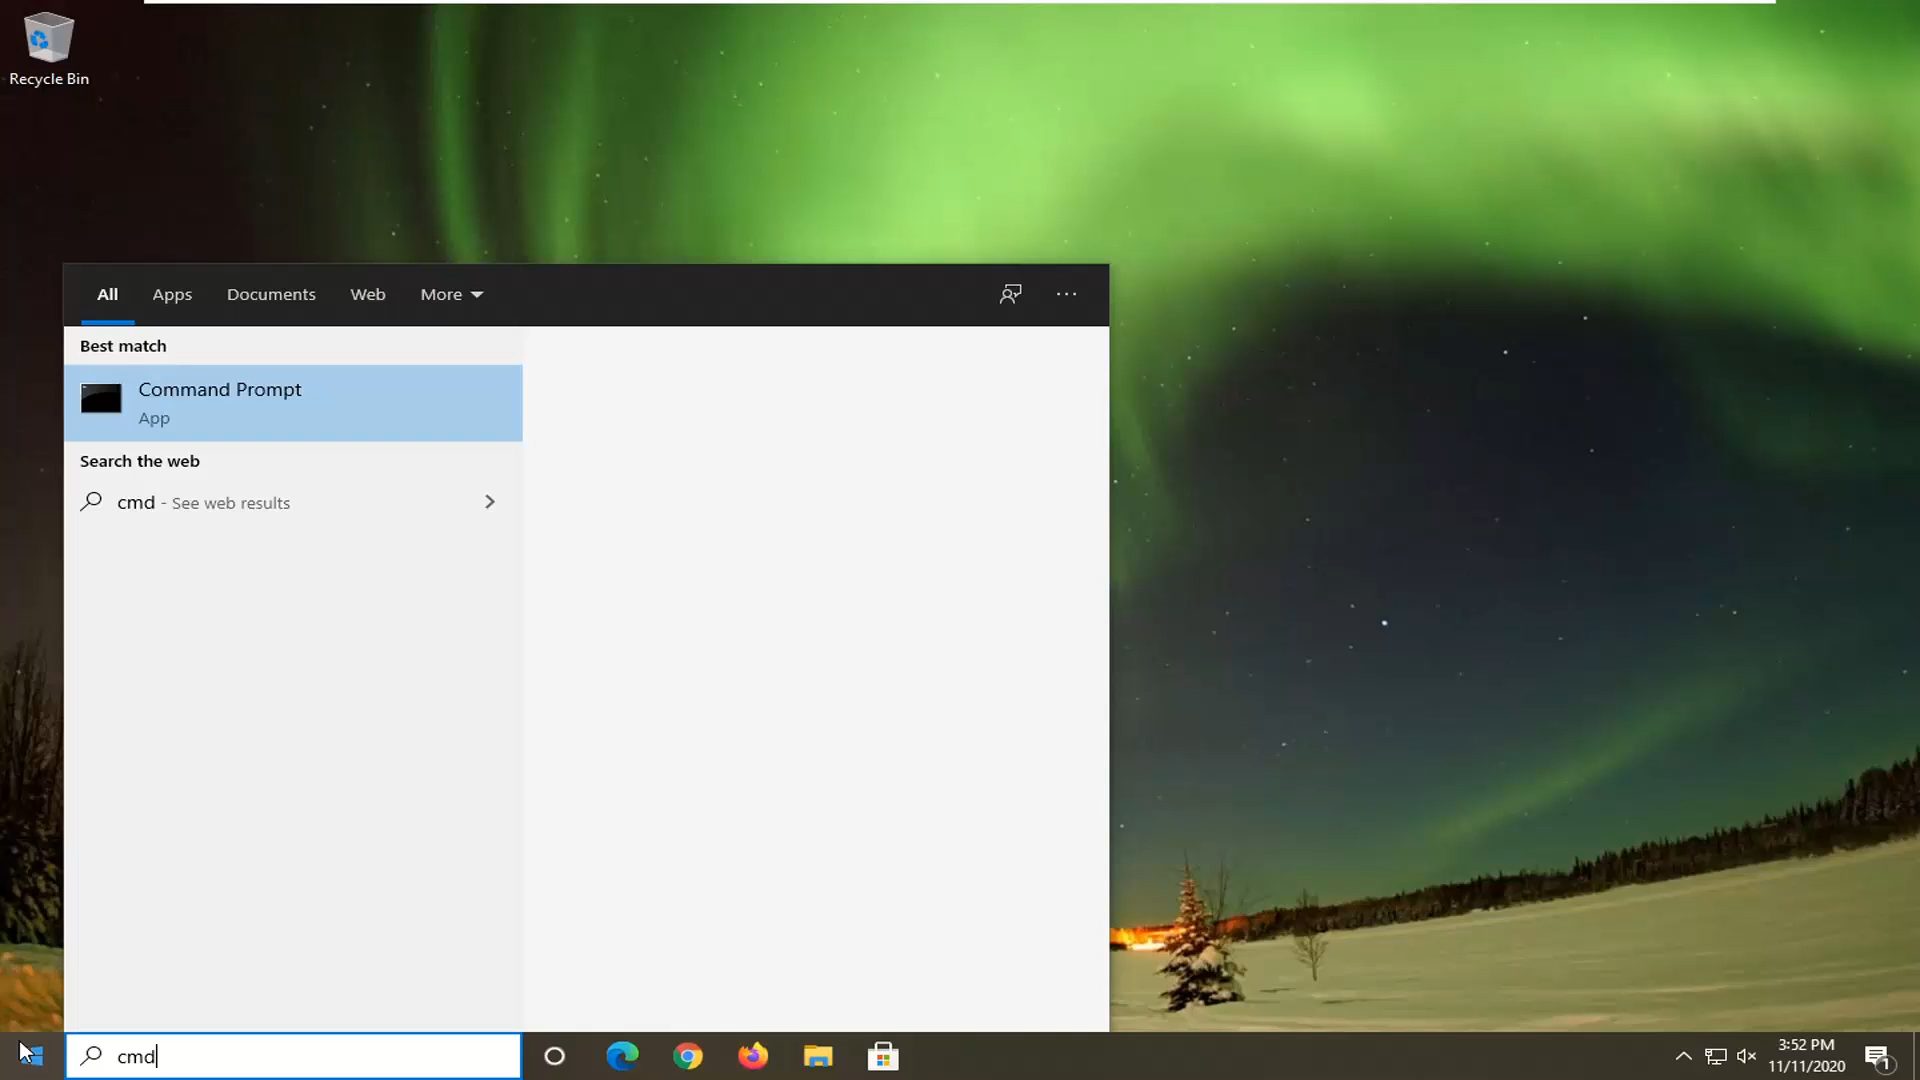 Recycle Bin
All Apps Documents Web More
Best match
Command Prompt
App
Search the web
cmd - See web results
cmd
3:52 PM
11/11/2020
1